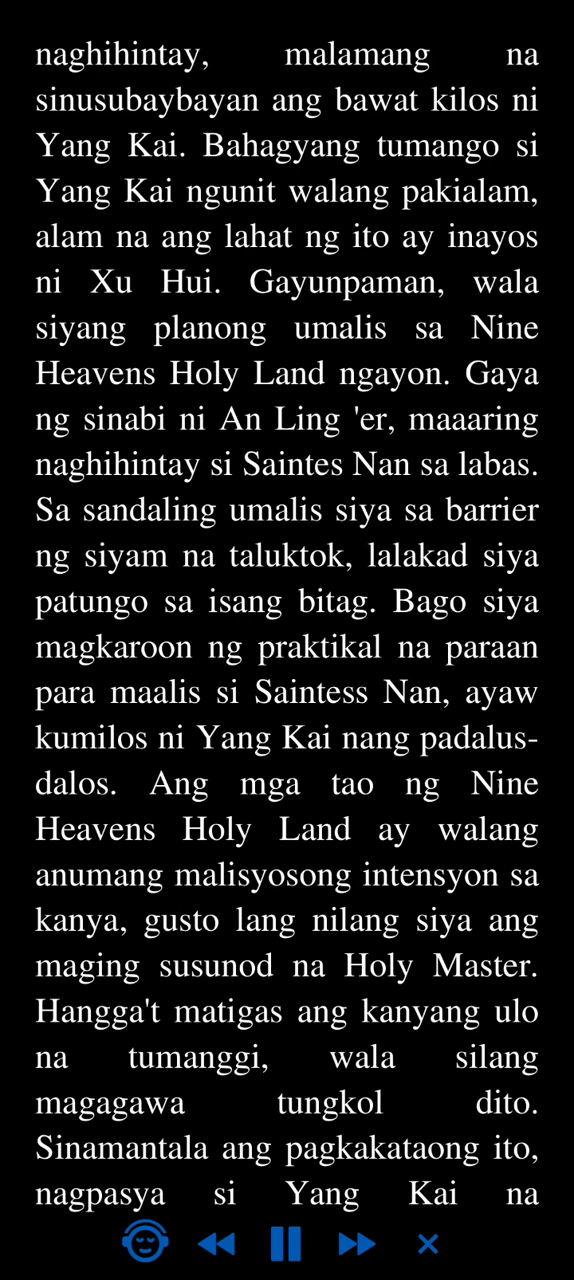 naghihintay, malamang na
sinusubaybayan ang bawat kilos ni
Yang Kai. Bahagyang tumango si
Yang Kai ngunit walang pakialam,
alam na ang lahat ng ito ay inayos
ni Xu Hui. Gayunpaman, wala
siyang planong umalis sa Nine
Heavens Holy Land ngayon. Gaya
ng sinabi ni An Ling 'er, maaaring
naghihintay si Saintes Nan sa labas.
Sa sandaling umalis siya sa barrier
ng siyam na taluktok, lalakad siya
patungo sa isang bitag. Bago siya
magkaroon ng praktikal na paraan
para maalis si Saintess Nan, ayaw
kumilos ni Yang Kai nang padalus-
dalos. Ang mga tao ng Nine
Heavens Holy Land ay walang
anumang malisyosong intensyon sa
kanya, gusto lang nilang siya ang
maging susunod na Holy Master.
Hangga't matigas ang kanyang ulo
na tumanggi, wala silang
magagawa tungkol dito.
Sinamantala ang pagkakataong ito,
nagpasya si Yang Kai na